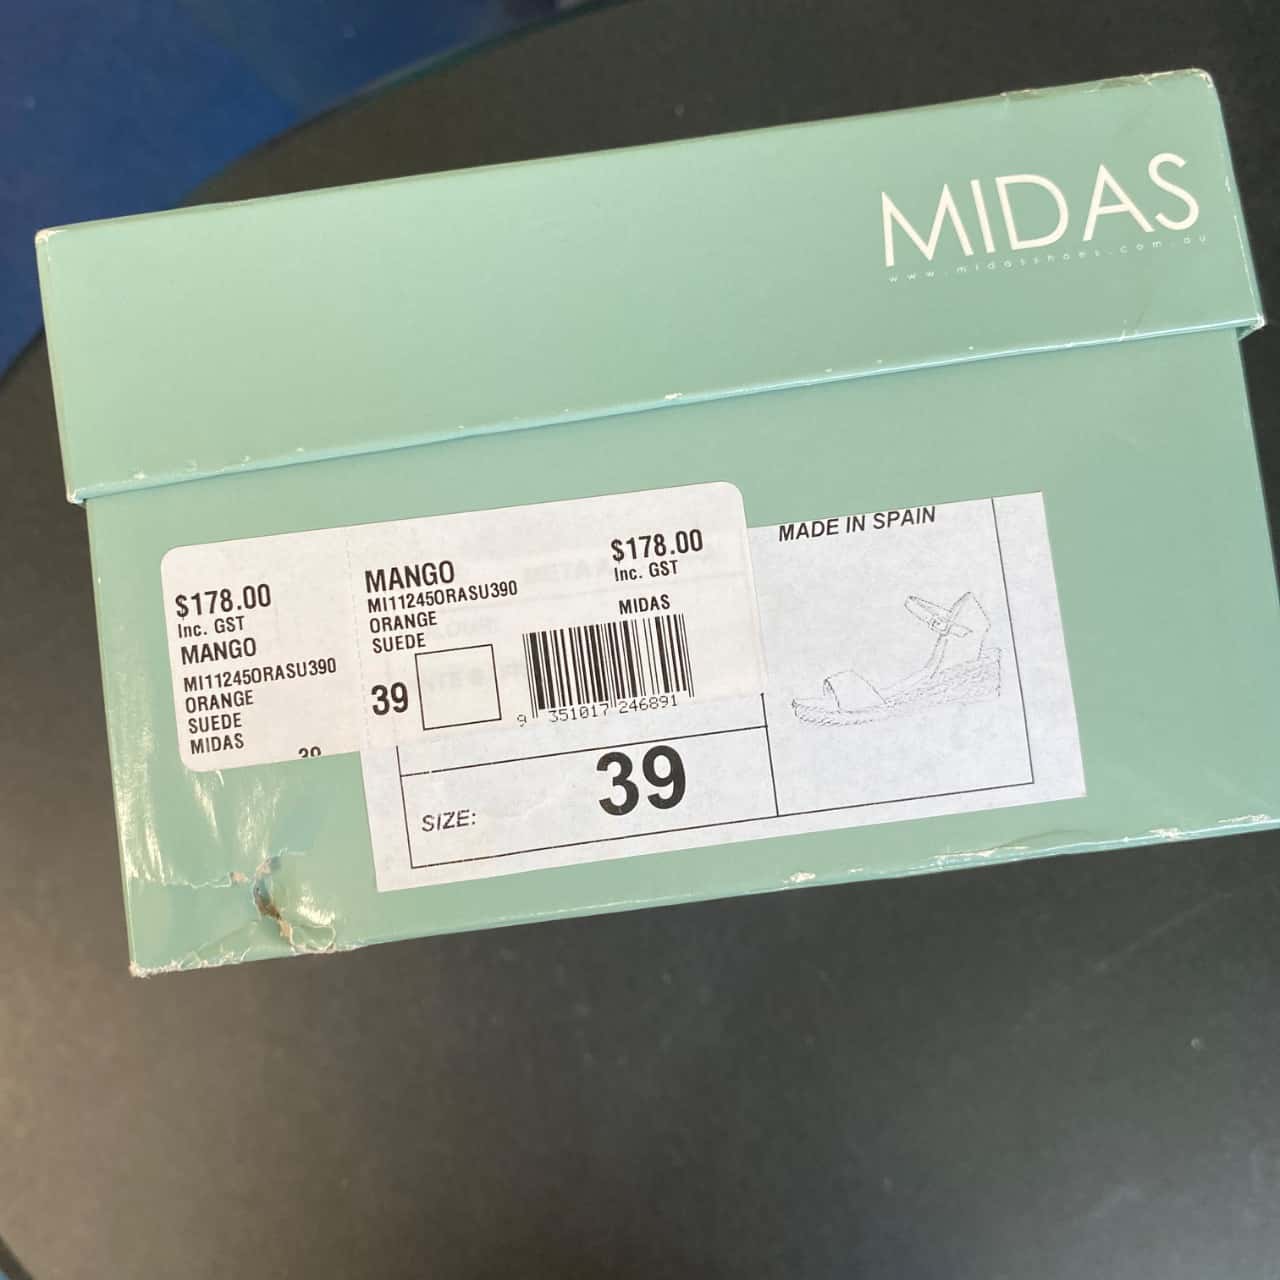 MIDAS
www.midasshoes.com.au
$178.00
Inc. GST
MANGO
MI112450RASU390
ORANGE
SUEDE
MIDAS
39
MANGO
MI112450RASU390
ORANGE
SUEDE
39
$178.00
Inc. GST
MIDAS
9 351017 246891
MADE IN SPAIN
SIZE:
39